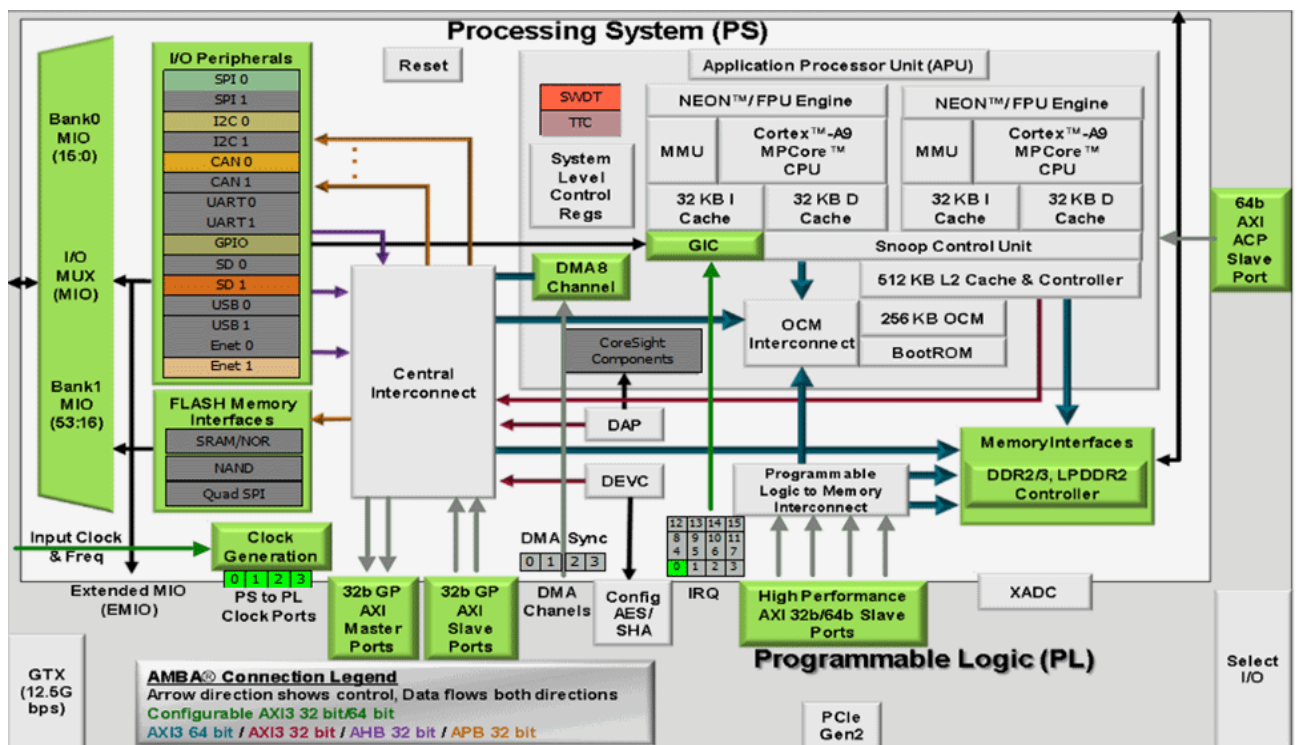 Processing System (PS)
I/O Peripherals
SPI 0
SPI 1
I2C 0
I2C 1
CAN 0
CAN 1
UART 0
UART 1
GPIO
SD 0
SD 1
USB 0
USB 1
Enet 0
Enet 1
Bank0
MIO
(15:0)
I/O
MUX
(MIO)
Bank1
MIO
(53:16)
FLASH Memory
Interfaces
SRAM/NOR
NAND
Quad SPI
Reset
Application Processor Unit (APU)
SWDT
TTC
System
Level
Control
Regs
NEON™/ FPU Engine
MMU
Cortex™-A9
MPCore™
CPU
32 KB I
Cache
32 KB D
Cache
NEON™/ FPU Engine
MMU
Cortex™-A9
MPCore™
CPU
32 KB I
Cache
32 KB D
Cache
GIC
Snoop Control Unit
512 KB L2 Cache & Controller
DMA 8
Channel
OCM
Interconnect
256 KB OCM
BootROM
CoreSight
Components
Central
Interconnect
DAP
DEVC
Programmable
Logic to Memory
Interconnect
Memory Interfaces
DDR2/3, LPDDR2
Controller
64b
AXI
ACP
Slave
Port
Input Clock
& Freq
Clock
Generation
0 1 2 3
PS to PL
Clock Ports
Extended MIO
(EMIO)
32b GP
AXI
Master
Ports
32b GP
AXI
Slave
Ports
DMA Sync
0 1 2 3
DMA
Channels
Config
AES/
SHA
12 13 14 15
8 9 10 11
4 5 6 7
0 1 2 3
IRQ
High Performance
AXI 32b/64b Slave
Ports
XADC
Programmable Logic (PL)
GTX
(12.5G
bps)
AMBA® Connection Legend
Arrow direction shows control, Data flows both directions
Configurable AXI3 32 bit/64 bit
AXI3 64 bit / AXI3 32 bit / AHB 32 bit / APB 32 bit
PCIe
Gen2
Select
I/O